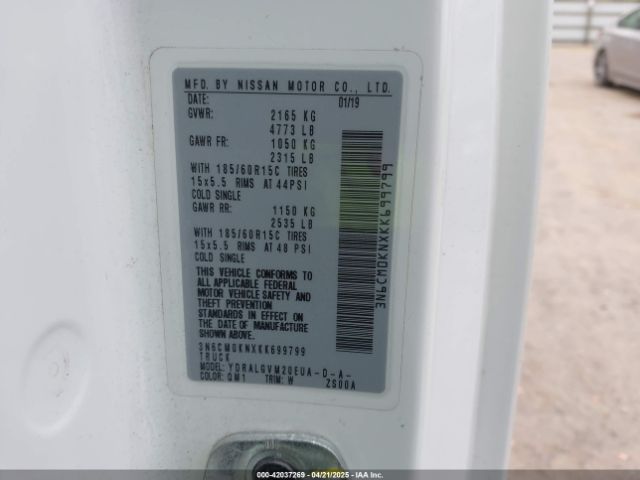 MFD. BY NISSAN MOTOR CO., LTD.
DATE: 01/19
GVWR: 2165 KG
4773 LB
GAWR FR: 1050 KG
2315 LB
WITH 185/60R15C TIRES
15x5.5 RIMS AT 44PSI
COLD SINGLE
GAWR RR: 1150 KG
2535 LB
WITH 185/60R15C TIRES
15x5.5 RIMS AT 48 PSI
COLD SINGLE
THIS VEHICLE CONFORMS TO
ALL APPLICABLE FEDERAL
MOTOR VEHICLE SAFETY AND
THEFT PREVENTION
STANDARDS IN EFFECT ON
THE DATE OF MANUFACTURE
SHOWN ABOVE.
3N6CM0KNXKK699799
TRUCK
MODEL: YDRALGVM20EUA-D-A-
COLOR: QM1 TRIM: W ZS00A
3N6CM0KNXKK699799
000-42037269 - 04/21/2025 - IAAI.COM